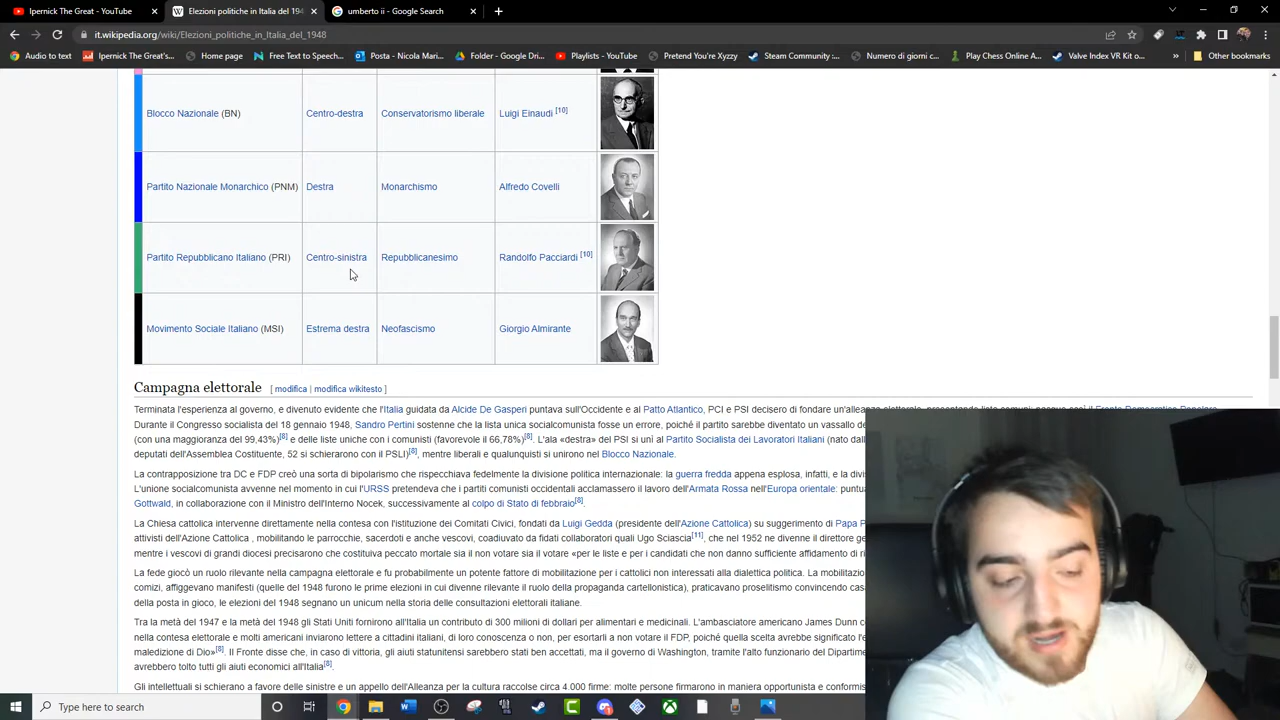 Ipernick The Great - YouTube
Elezioni politiche in Italia del 194
umberto ii - Google Search
it.wikipedia.org/wiki/Elezioni_politiche_in_Italia_del_1948
Audio to text
Ipernick The Great's...
Home page
Free Text to Speech...
Posta - Nicola Mari...
Folder - Google Dri...
Playlists - YouTube
Pretend You're Xyzzy
Steam Community ::...
Numero di giorni c...
Play Chess Online A...
Valve Index VR Kit o...
Other bookmarks
Blocco Nazionale (BN) Centro-destra Conservatorismo liberale Luigi Einaudi [10]
Partito Nazionale Monarchico (PNM) Destra Monarchismo Alfredo Covelli
Partito Repubblicano Italiano (PRI) Centro-sinistra Repubblicanesimo Randolfo Pacciardi [10]
Movimento Sociale Italiano (MSI) Estrema destra Neofascismo Giorgio Almirante
Campagna elettorale [ modifica | modifica wikitesto ]
Terminata l'esperienza al governo, e divenuto evidente che l'Italia guidata da Alcide De Gasperi puntava sull'Occidente e al Patto Atlantico, PCI e PSI decisero di fondare un'alleanza elettorale, presentando liste comuni: nacque così il Fronte Democratico Popolare
Durante il Congresso socialista del 18 gennaio 1948, Sandro Pertini sostenne che la lista unica socialcomunista fosse un errore, poiché il partito sarebbe diventato un vassallo de
(con una maggioranza del 99,43%)[8] e delle liste uniche con i comunisti (favorevole il 66,78%)[8]. L'ala «destra» del PSI si unì al Partito Socialista dei Lavoratori Italiani (nato dall
deputati dell'Assemblea Costituente, 52 si schierarono con il PSLI)[8], mentre liberali e qualunquisti si unirono nel Blocco Nazionale.
La contrapposizione tra DC e FDP creò una sorta di bipolarismo che rispecchiava fedelmente la divisione politica internazionale: la guerra fredda appena esplosa, infatti, e la divis
L'unione socialcomunista avvenne nel momento in cui l'URSS pretendeva che i partiti comunisti occidentali acclamassero il lavoro dell'Armata Rossa nell'Europa orientale: puntua
Gottwald, in collaborazione con il Ministro dell'Interno Nocek, successivamente al colpo di Stato di febbraio[8].
La Chiesa cattolica intervenne direttamente nella contesa con l'istituzione dei Comitati Civici, fondati da Luigi Gedda (presidente dell'Azione Cattolica) su suggerimento di Papa P
attivisti dell'Azione Cattolica , mobilitando le parrocchie, sacerdoti e anche vescovi, coadiuvato da fidati collaboratori quali Ugo Sciascia[11], che nel 1952 ne divenne il direttore ge
mentre i vescovi di grandi diocesi precisarono che costituiva peccato mortale sia il non votare sia il votare «per le liste e per i candidati che non danno sufficiente affidamento di ri
La fede giocò un ruolo rilevante nella campagna elettorale e fu probabilmente un potente fattore di mobilitazione per i cattolici non interessati alla dialettica politica. La mobilitazion
comizi, affiggevano manifesti (quelle del 1948 furono le prime elezioni in cui divenne rilevante il ruolo della propaganda cartellonistica), praticavano proselitismo convincendo casa
della posta in gioco, le elezioni del 1948 segnano un unicum nella storia delle consultazioni elettorali italiane.
Tra la metà del 1947 e la metà del 1948 gli Stati Uniti fornirono all'Italia un contributo di 300 milioni di dollari per alimentari e medicinali. L'ambasciatore americano James Dunn c
nella contesa elettorale e molti americani inviarono lettere a cittadini italiani, di loro conoscenza o non, per esortarli a non votare il FDP, poiché quella scelta avrebbe significato l'e
maledizione di Dio»[8]. Il Fronte disse che, in caso di vittoria, gli aiuti statunitensi sarebbero stati ben accettati, ma il governo di Washington, tramite l'alto funzionario del Dipartime
avrebbero tolto tutti gli aiuti economici all'Italia[8].
Gli intellettuali si schierano a favore delle sinistre e un appello dell'Alleanza per la cultura raccolse circa 4.000 firme: molte persone firmarono in maniera opportunista e conformis
Type here to search